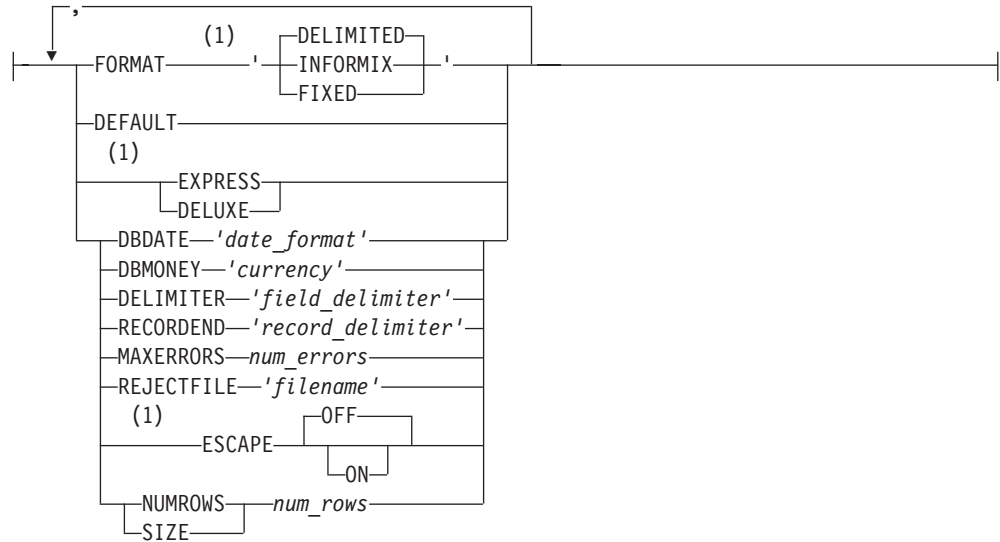 ,
(1) DELIMITED
FORMAT ' INFORMIX '
FIXED
DEFAULT
(1)
EXPRESS
DELUXE
DBDATE 'date_format'
DBMONEY 'currency'
DELIMITER 'field_delimiter'
RECORDEND 'record_delimiter'
MAXERRORS num_errors
REJECTFILE 'filename'
(1) OFF
ESCAPE
ON
NUMROWS num_rows
SIZE